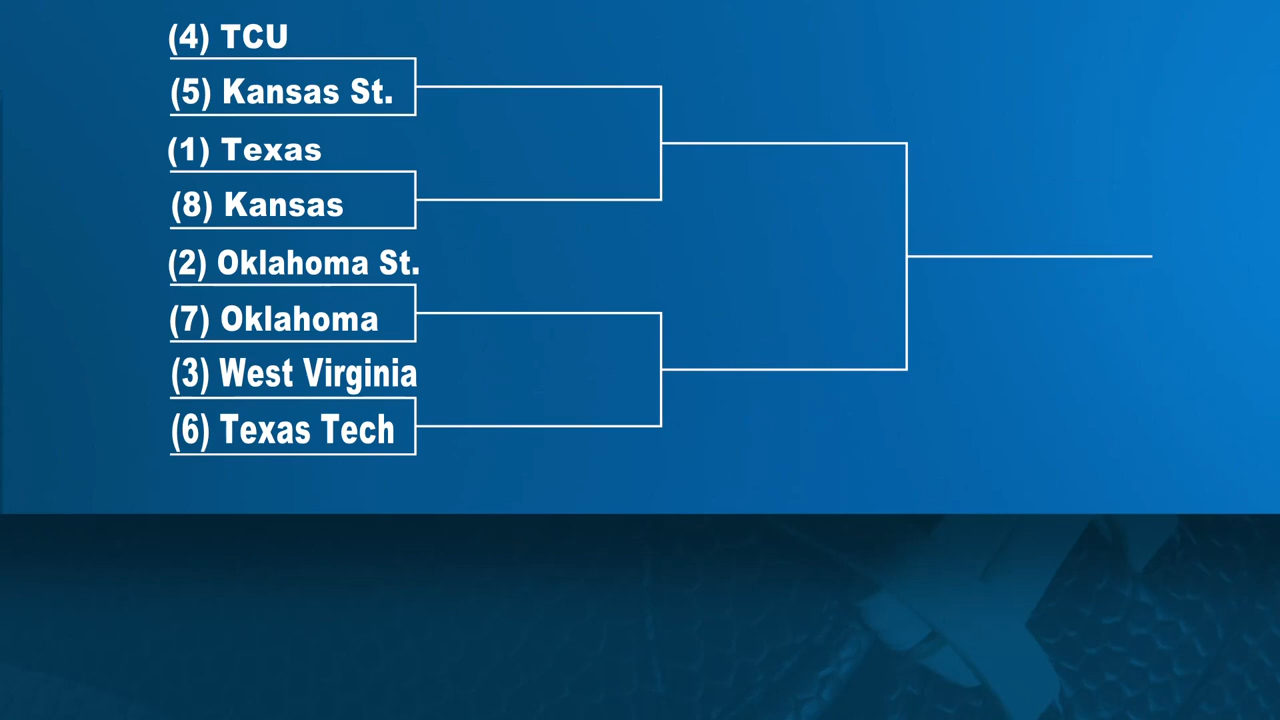 (4) TCU
(5) Kansas St.
(1) Texas
(8) Kansas
(2) Oklahoma St.
(7) Oklahoma
(3) West Virginia
(6) Texas Tech